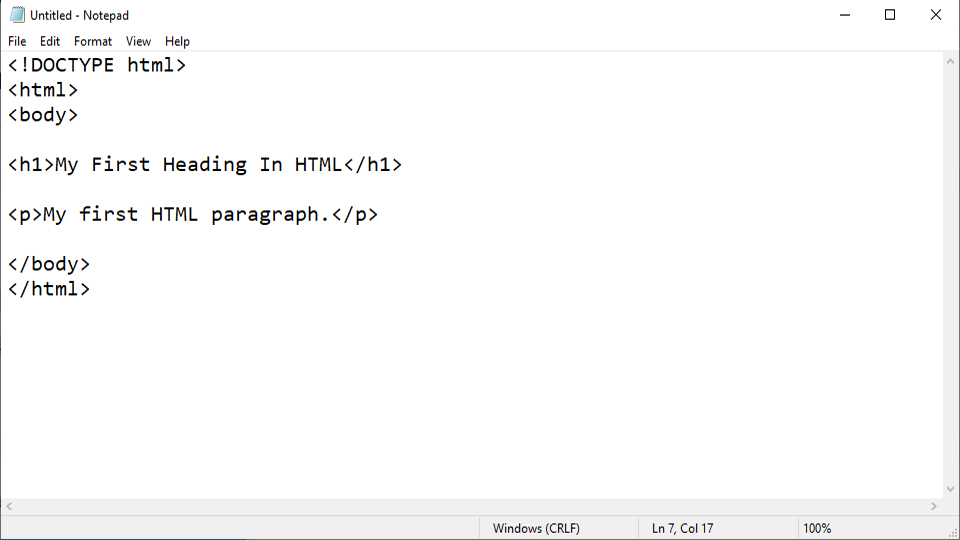 Untitled - Notepad
File Edit Format View Help
<!DOCTYPE html>
<html>
<body>
<h1>My First Heading In HTML</h1>
<p>My first HTML paragraph.</p>
</body>
</html>
Windows (CRLF) Ln 7, Col 17 100%